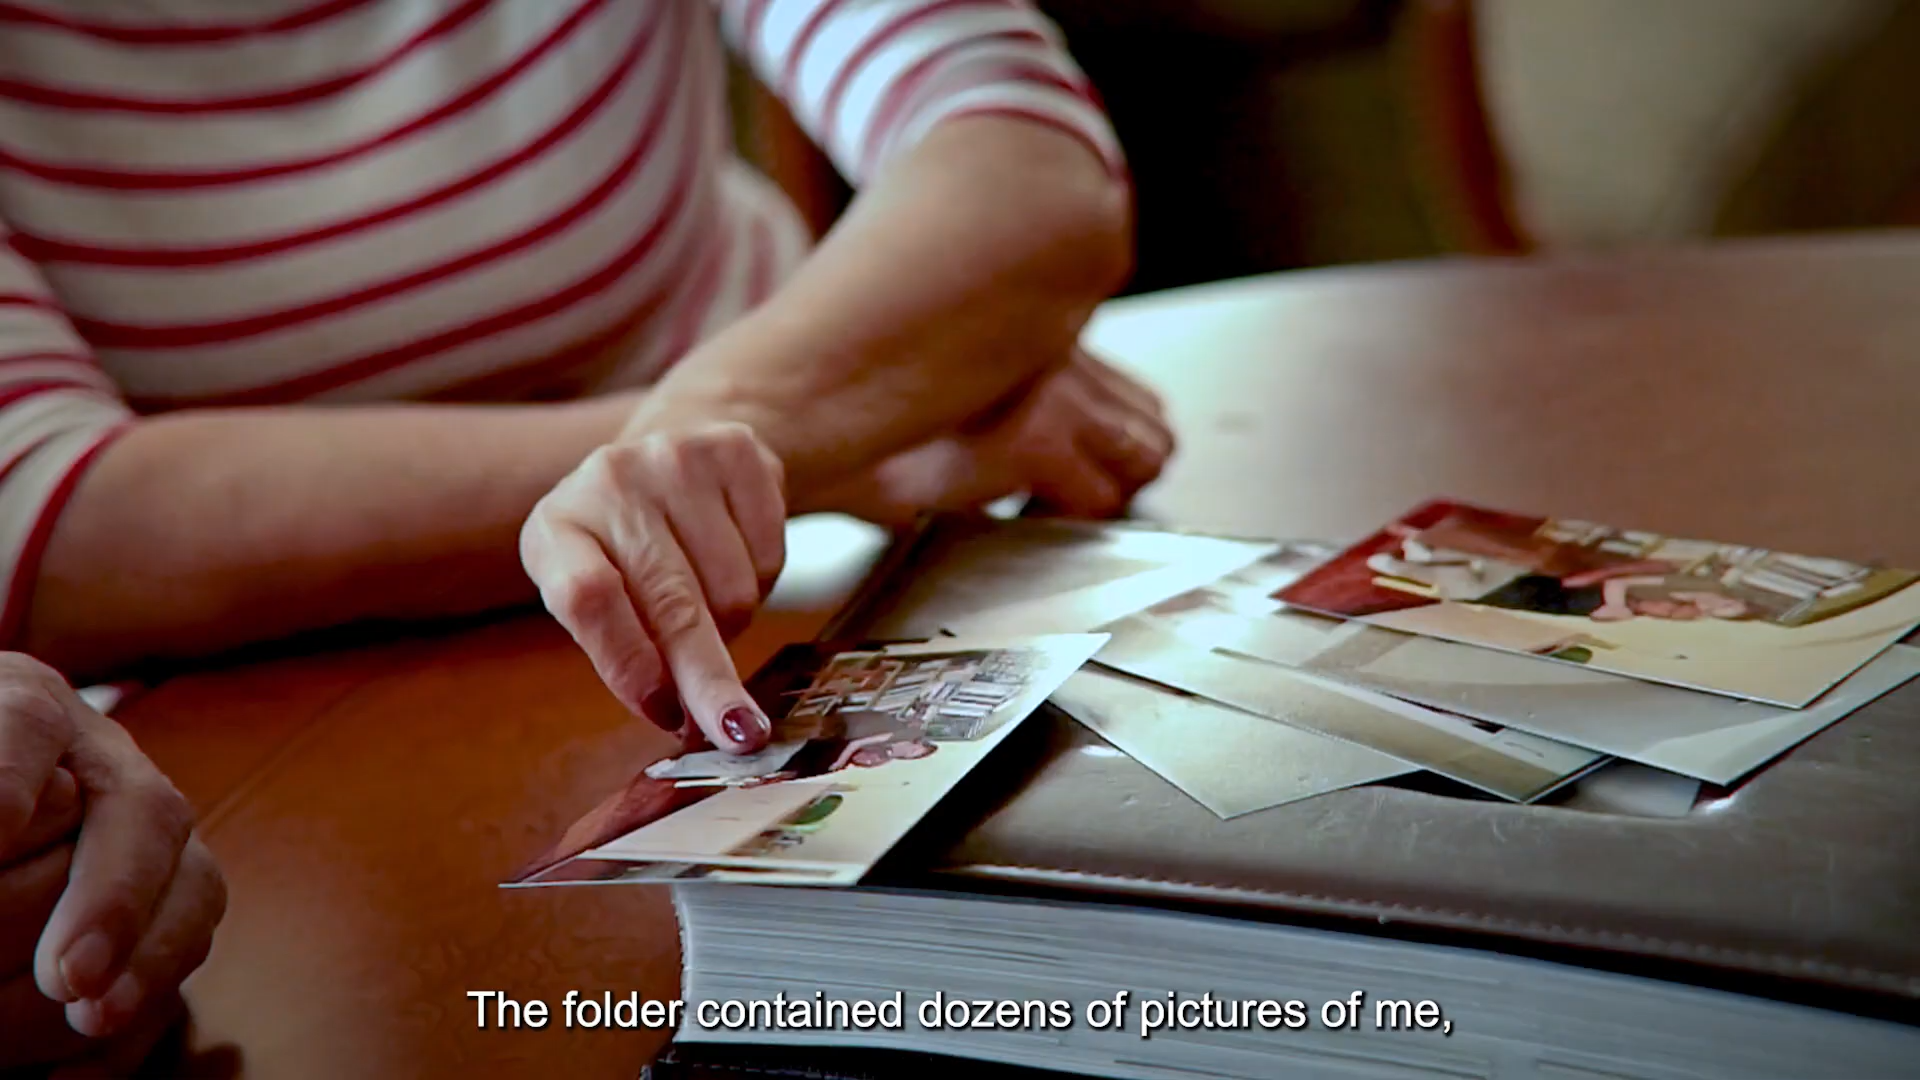 The folder contained dozens of pictures of me,